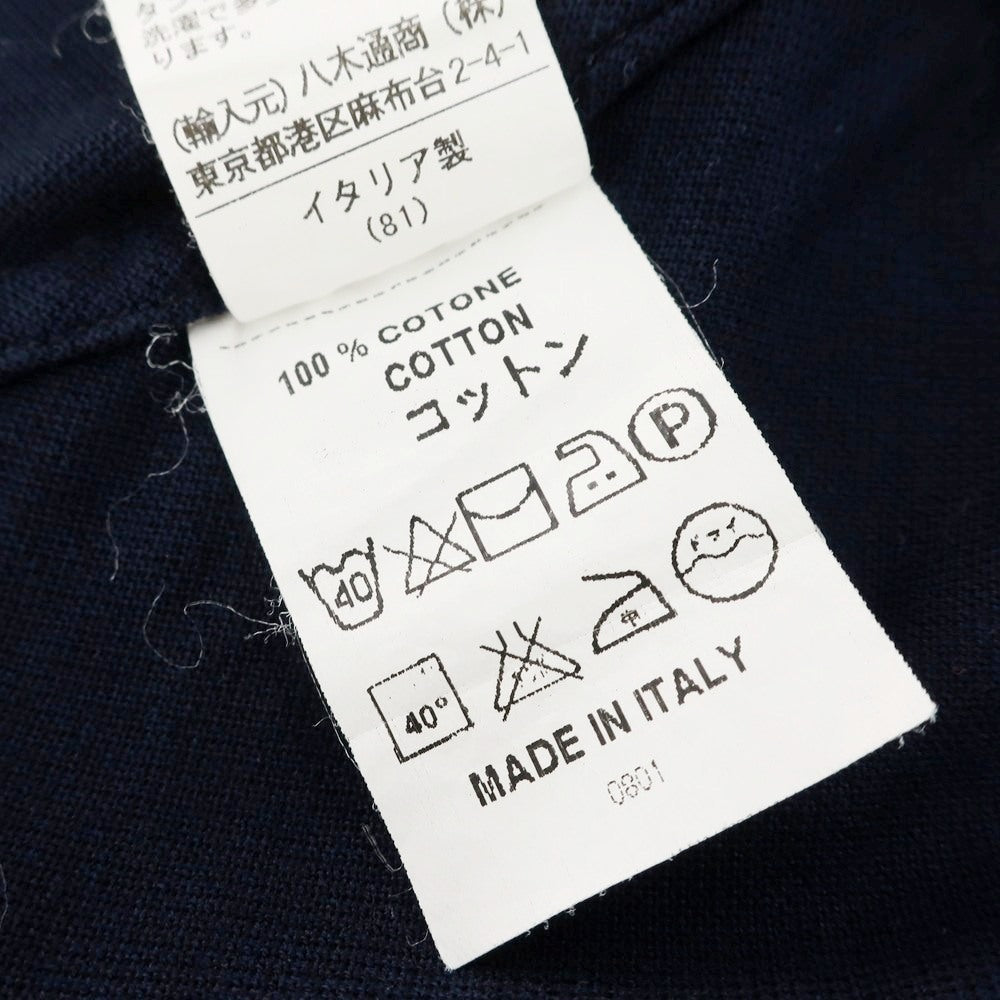 洗濯で
ります。
(輸入元) 八木通商 (株)
東京都港区麻布台2-4-1
イタリア製
(81)
100 % COTONE
COTTON
コットン
40
P
ドライ
40°
中
MADE IN ITALY
0801